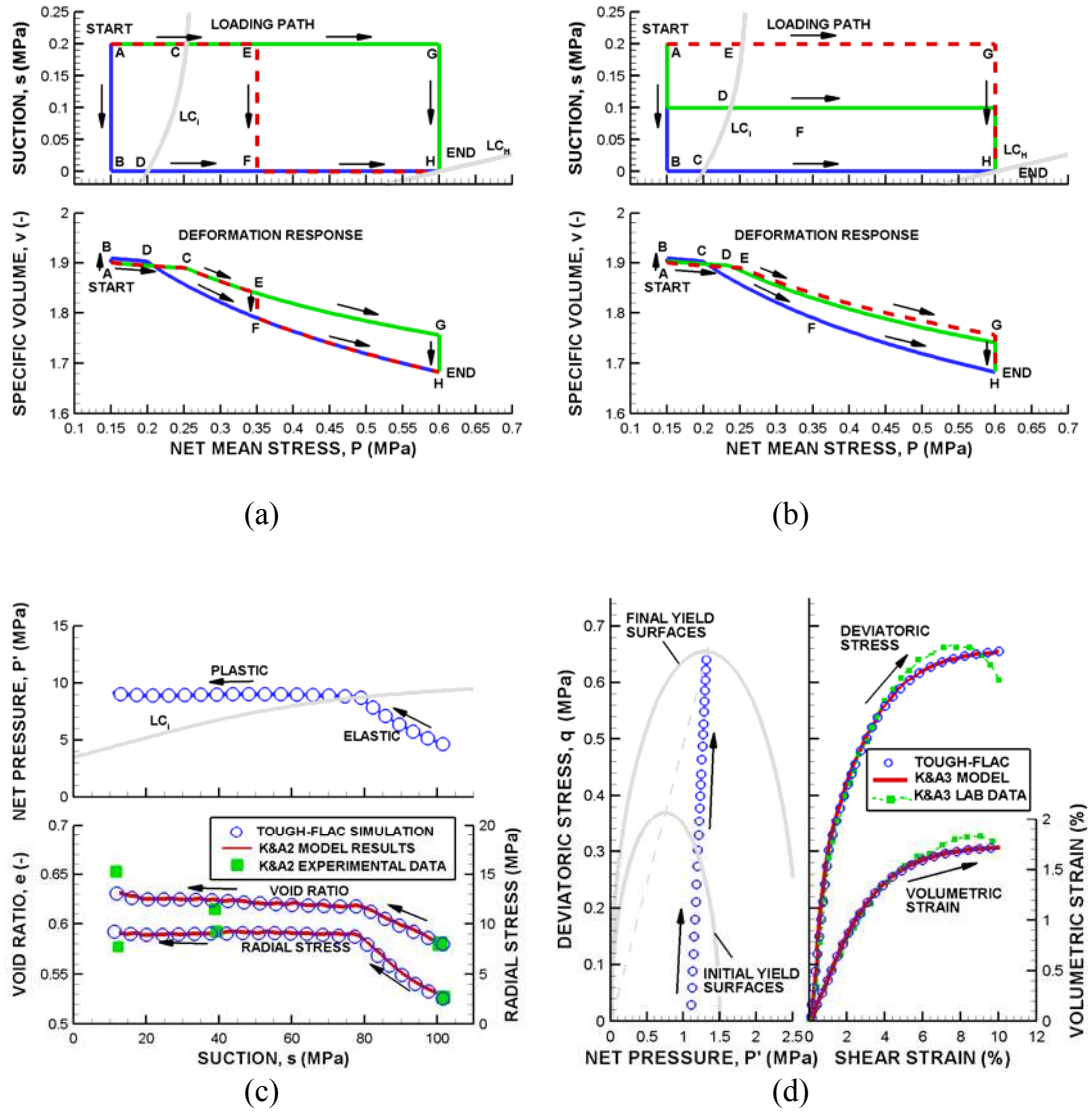 START
LOADING PATH
SUCTION, s (MPa)
0.2
0.15
0.1
0.05
0
A
C
E
G
LC_I
B
D
F
H
END
LC_H
SPECIFIC VOLUME, v (-)
2
1.9
1.8
1.7
1.6
DEFORMATION RESPONSE
B
D
C
A
START
E
F
G
END
H
0.1 0.15 0.2 0.25 0.3 0.35 0.4 0.45 0.5 0.55 0.6 0.65 0.7
NET MEAN STRESS, P (MPa)
(a)
START
LOADING PATH
SUCTION, s (MPa)
0.2
0.15
0.1
0.05
0
A
E
G
D
LC_I
F
B
C
H
LC_H
END
SPECIFIC VOLUME, v (-)
2
1.9
1.8
1.7
1.6
DEFORMATION RESPONSE
B
C
D
E
A
START
F
G
END
H
0.1 0.15 0.2 0.25 0.3 0.35 0.4 0.45 0.5 0.55 0.6 0.65 0.7
NET MEAN STRESS, P (MPa)
(b)
NET PRESSURE, P' (MPa)
15
10
5
0
PLASTIC
LC_I
ELASTIC
VOID RATIO, e (-)
0.7
0.65
0.6
0.55
0.5
TOUGH-FLAC SIMULATION
K&A2 MODEL RESULTS
K&A2 EXPERIMENTAL DATA
VOID RATIO
RADIAL STRESS
20
15
10
5
0
RADIAL STRESS (MPa)
20 40 60 80 100
SUCTION, s (MPa)
(c)
DEVIATORIC STRESS, q (MPa)
0.7
0.6
0.5
0.4
0.3
0.2
0.1
0
FINAL YIELD
SURFACES
INITIAL YIELD
SURFACES
0 0.5 1 1.5 2 2.5
NET PRESSURE, P' (MPa)
DEVIATORIC
STRESS
TOUGH-FLAC
K&A3 MODEL
K&A3 LAB DATA
VOLUMETRIC
STRAIN
2
1.5
1
0.5
0
VOLUMETRIC STRAIN (%)
2 4 6 8 10
SHEAR STRAIN (%)
(d)